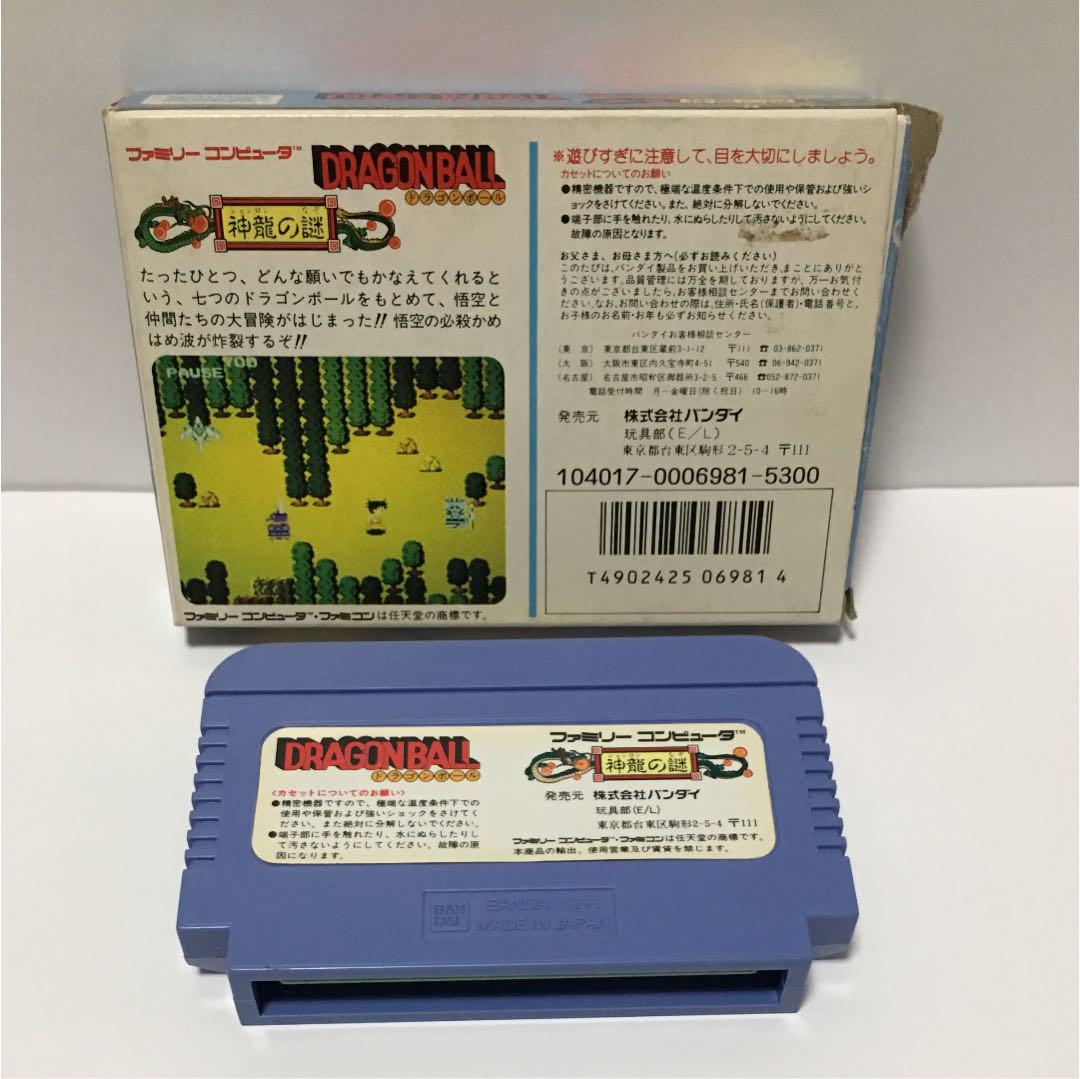 ファミリー コンピュータ™
DRAGONBALL
ドラゴンボール
シェンロン なぞ
神龍の謎
たったひとつ、どんな願いでもかなえてくれると
いう、七つのドラゴンボールをもとめて、悟空と
仲間たちの大冒険がはじまった!! 悟空の必殺かめ
はめ波が炸裂するぞ!!
700
PAUSE
ファミリー コンピュータ™・ファミコンは任天堂の商標です。
※遊びすぎに注意して、目を大切にしましょう。
カセットについてのお願い
●精密機器ですので、極端な温度条件下での使用や保管および強いシ
ョックをさけてください。また、絶対に分解しないでください。
●端子部に手を触れたり、水にぬらしたりして汚さないようにしてください。
故障の原因となります。
お父さま、お母さま方へ(必ずお読みください)
このたびは、バンダイ製品をお買い上げいただき、まことにありがと
うございます。品質管理には万全を期しておりますが、万一お気付
きの点がございましたら、お客様相談センターまでお問い合わせく
ださい。なお、お問い合わせの際は、住所・氏名(保護者)・電話番号と、
お子様のお名前・お年も必ずお知らせください。
バンダイお客様相談センター
(東 京) 東京都台東区蔵前3-1-12 〒111 ☎03-862-0371
(大 阪) 大阪市東区内久宝寺町4-51 〒540 ☎06-942-0371
(名古屋) 名古屋市昭和区御器所3-2-5 〒466 ☎052-872-0371
電話受付時間 月-金曜日(除く祝日) 10-16時
発売元 株式会社バンダイ
玩具部(E/L)
東京都台東区駒形2-5-4 〒111
104017-0006981-5300
T4902425 06981 4
DRAGONBALL
ドラゴンボール
〈カセットについてのお願い〉
●精密機器ですので、極端な温度条件下での
使用や保管および強いショックをさけてくだ
さい。また絶対に分解しないでください。
●端子部に手を触れたり、水にぬらしたりし
て汚さないようにしてください。故障の原
因になります。
ファミリー コンピュータ™
シェンロン なぞ
神龍の謎
発売元 株式会社バンダイ
玩具部(E/L)
東京都台東区駒形2-5-4 〒111
ファミリー コンピュータ・ファミコンは任天堂の商標です。
本商品の輸出、使用営業及び賃貸を禁じます。
BAN
DAI
BANDAI 1986
MADE IN JAPAN